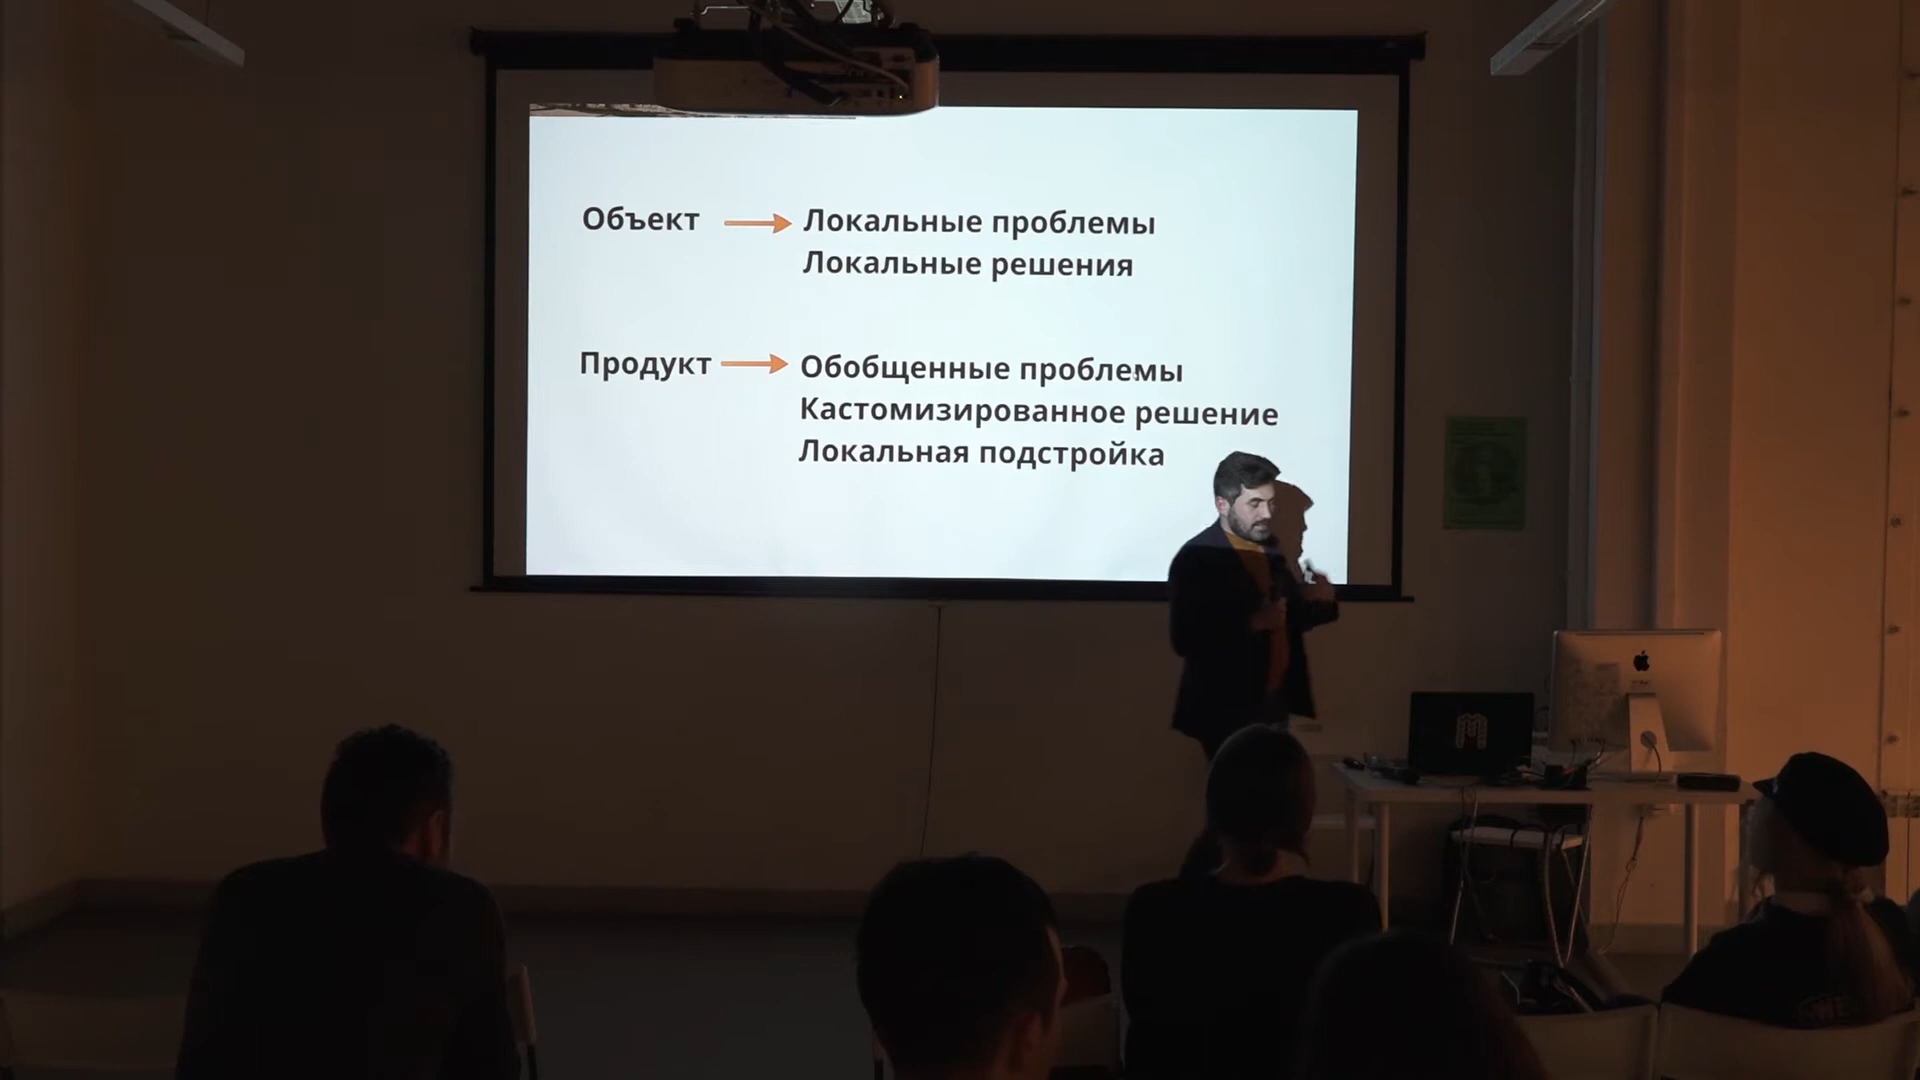 Объект
Локальные проблемы
Локальные решения
Продукт
Обобщенные проблемы
Кастомизированное решение
Локальная подстройка